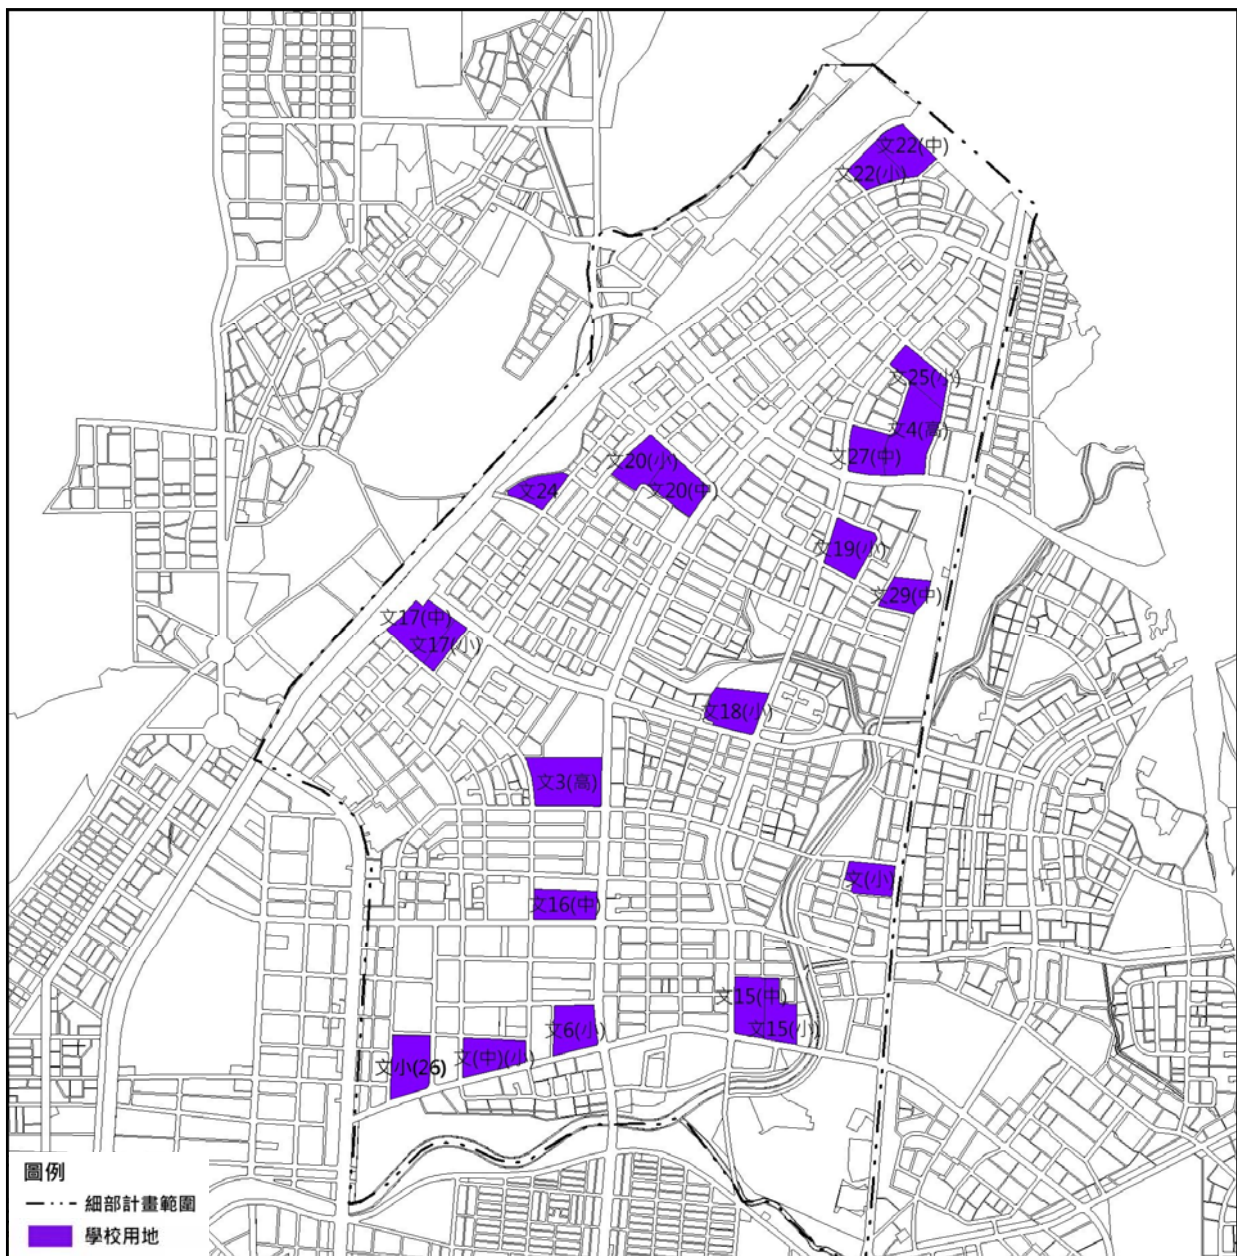 文22(中)
文22(小)
文25(小)
文4(高)
文27(中)
文20(小)
文20(中)
文24
文19(小)
文29(中)
文17(中)
文17(小)
文18(小)
文3(高)
文(小)
文16(中)
文15(中)
文15(小)
文6(小)
文(中)(小)
文小(26)
圖例
細部計畫範圍
學校用地